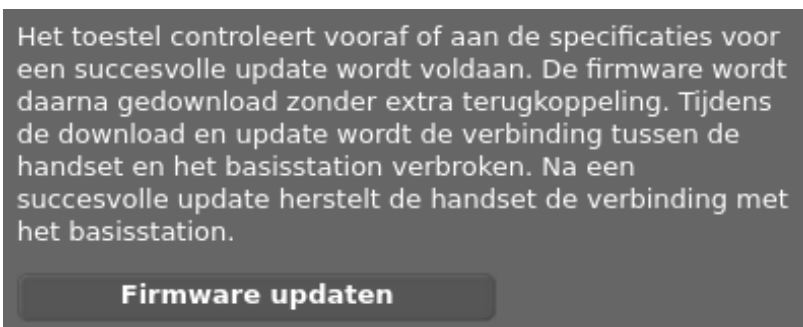 Het toestel controleert vooraf of aan de specificaties voor
een succesvolle update wordt voldaan. De firmware wordt
daarna gedownload zonder extra terugkoppeling. Tijdens
de download en update wordt de verbinding tussen de
handset en het basisstation verbroken. Na een
succesvolle update herstelt de handset de verbinding met
het basisstation.
Firmware updaten